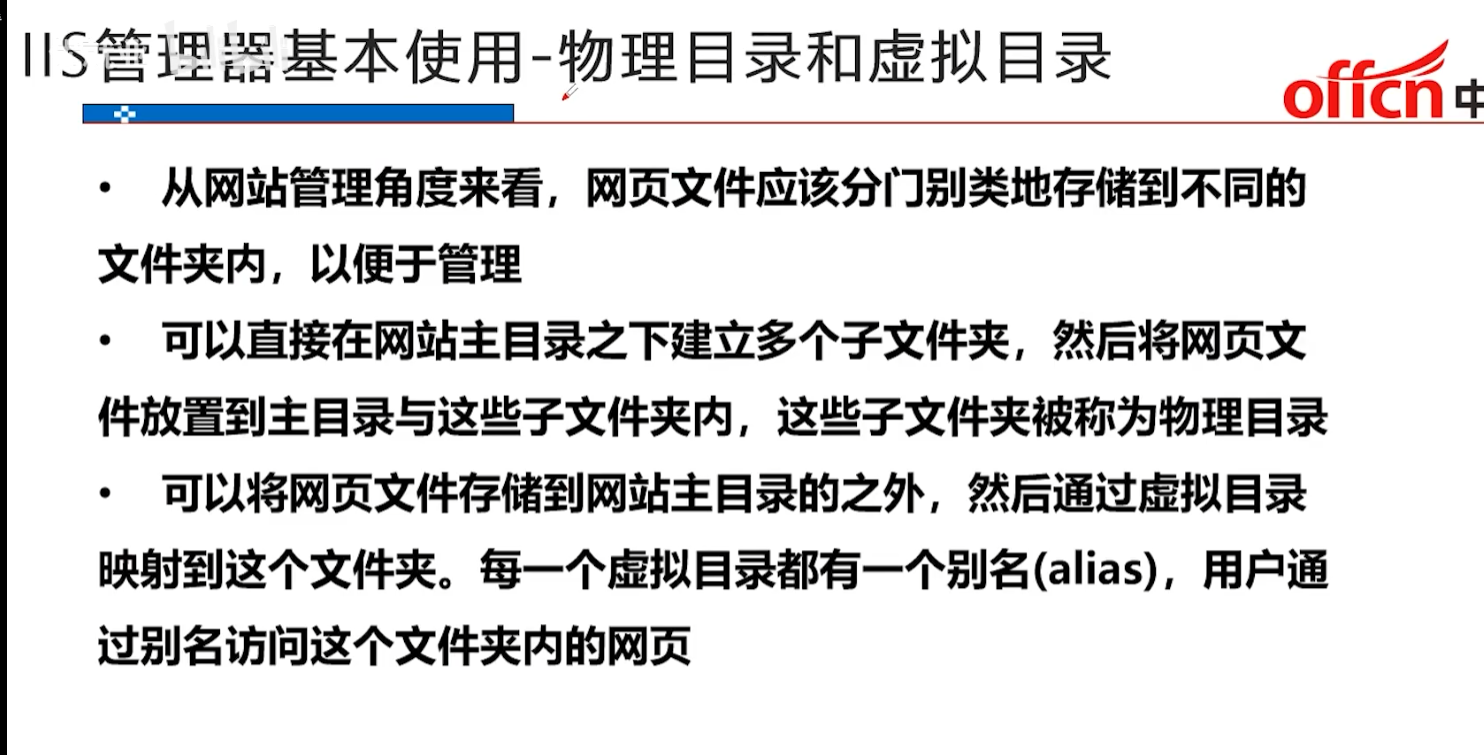 IIS管理器基本使用-物理目录和虚拟目录
offcn 中
• 从网站管理角度来看，网页文件应该分门别类地存储到不同的
文件夹内，以便于管理
• 可以直接在网站主目录之下建立多个子文件夹，然后将网页文
件放置到主目录与这些子文件夹内，这些子文件夹被称为物理目录
• 可以将网页文件存储到网站主目录的之外，然后通过虚拟目录
映射到这个文件夹。每一个虚拟目录都有一个别名(alias)，用户通
过别名访问这个文件夹内的网页